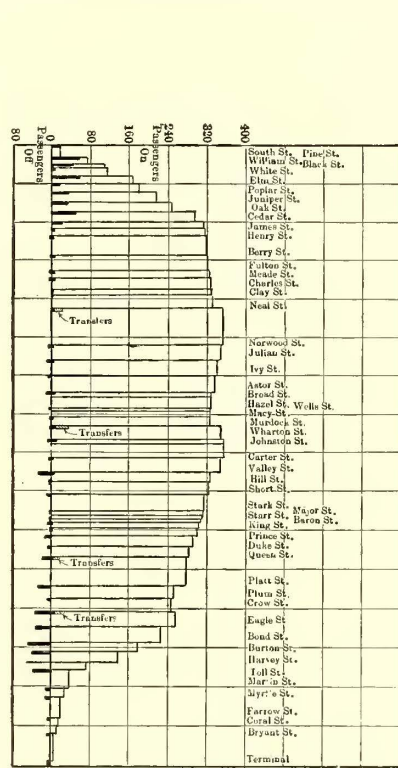 80
Passengers
Off
0
80
160
Passengers
On
240
320
400
South St. Pine St.
William St. Black St.
White St.
Elm St.
Poplar St.
Juniper St.
Oak St.
Cedar St.
James St.
Henry St.
Berry St.
Fulton St.
Meade St.
Charles St.
Clay St.
Neal St.
Transfers
Norwood St.
Julian St.
Ivy St.
Astor St.
Broad St.
Hazel St. Wells St.
Macy St.
Murdock St.
Wharton St.
Transfers
Johnston St.
Carter St.
Valley St.
Hill St.
Short St.
Stark St. Major St.
Starr St. Baron St.
King St.
Prince St.
Duke St.
Queen St.
Transfers
Platt St.
Plum St.
Crow St.
Transfers
Eagle St
Bond St.
Burton St.
Harvey St.
Toll St.
Martin St.
Myrtle St.
Farrow St.
Coral St.
Bryant St.
Terminal